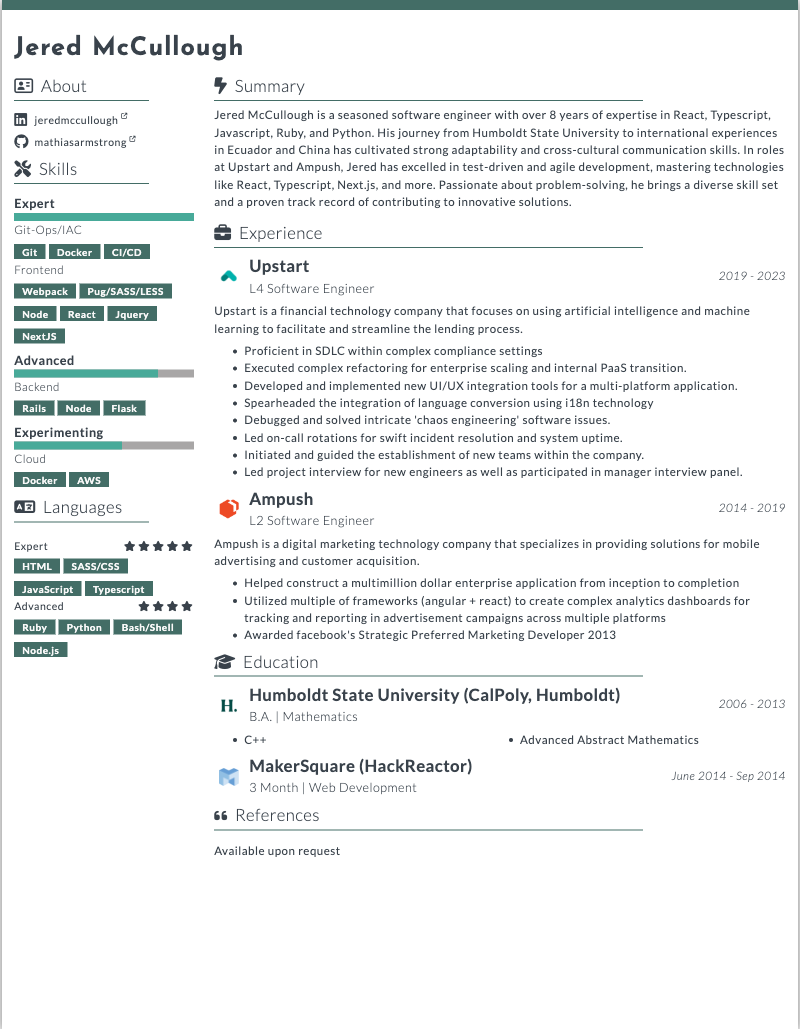 Jered McCullough
About
jeredmccullough
mathiasarmstrong
Skills
Expert
Git-Ops/IAC
Git Docker CI/CD
Frontend
Webpack Pug/SASS/LESS
Node React Jquery
NextJS
Advanced
Backend
Rails Node Flask
Experimenting
Cloud
Docker AWS
Languages
Expert
HTML SASS/CSS
JavaScript Typescript
Advanced
Ruby Python Bash/Shell
Node.js
Summary
Jered McCullough is a seasoned software engineer with over 8 years of expertise in React, Typescript,
Javascript, Ruby, and Python. His journey from Humboldt State University to international experiences
in Ecuador and China has cultivated strong adaptability and cross-cultural communication skills. In roles
at Upstart and Ampush, Jered has excelled in test-driven and agile development, mastering technologies
like React, Typescript, Next.js, and more. Passionate about problem-solving, he brings a diverse skill set
and a proven track record of contributing to innovative solutions.
Experience
Upstart
L4 Software Engineer
2019 - 2023
Upstart is a financial technology company that focuses on using artificial intelligence and machine
learning to facilitate and streamline the lending process.
• Proficient in SDLC within complex compliance settings
• Executed complex refactoring for enterprise scaling and internal PaaS transition.
• Developed and implemented new UI/UX integration tools for a multi-platform application.
• Spearheaded the integration of language conversion using i18n technology
• Debugged and solved intricate 'chaos engineering' software issues.
• Led on-call rotations for swift incident resolution and system uptime.
• Initiated and guided the establishment of new teams within the company.
• Led project interview for new engineers as well as participated in manager interview panel.
Ampush
L2 Software Engineer
2014 - 2019
Ampush is a digital marketing technology company that specializes in providing solutions for mobile
advertising and customer acquisition.
• Helped construct a multimillion dollar enterprise application from inception to completion
• Utilized multiple of frameworks (angular + react) to create complex analytics dashboards for
tracking and reporting in advertisement campaigns across multiple platforms
• Awarded facebook's Strategic Preferred Marketing Developer 2013
Education
H.
Humboldt State University (CalPoly, Humboldt)
B.A. | Mathematics
2006 - 2013
• C++
• Advanced Abstract Mathematics
MakerSquare (HackReactor)
3 Month | Web Development
June 2014 - Sep 2014
References
Available upon request